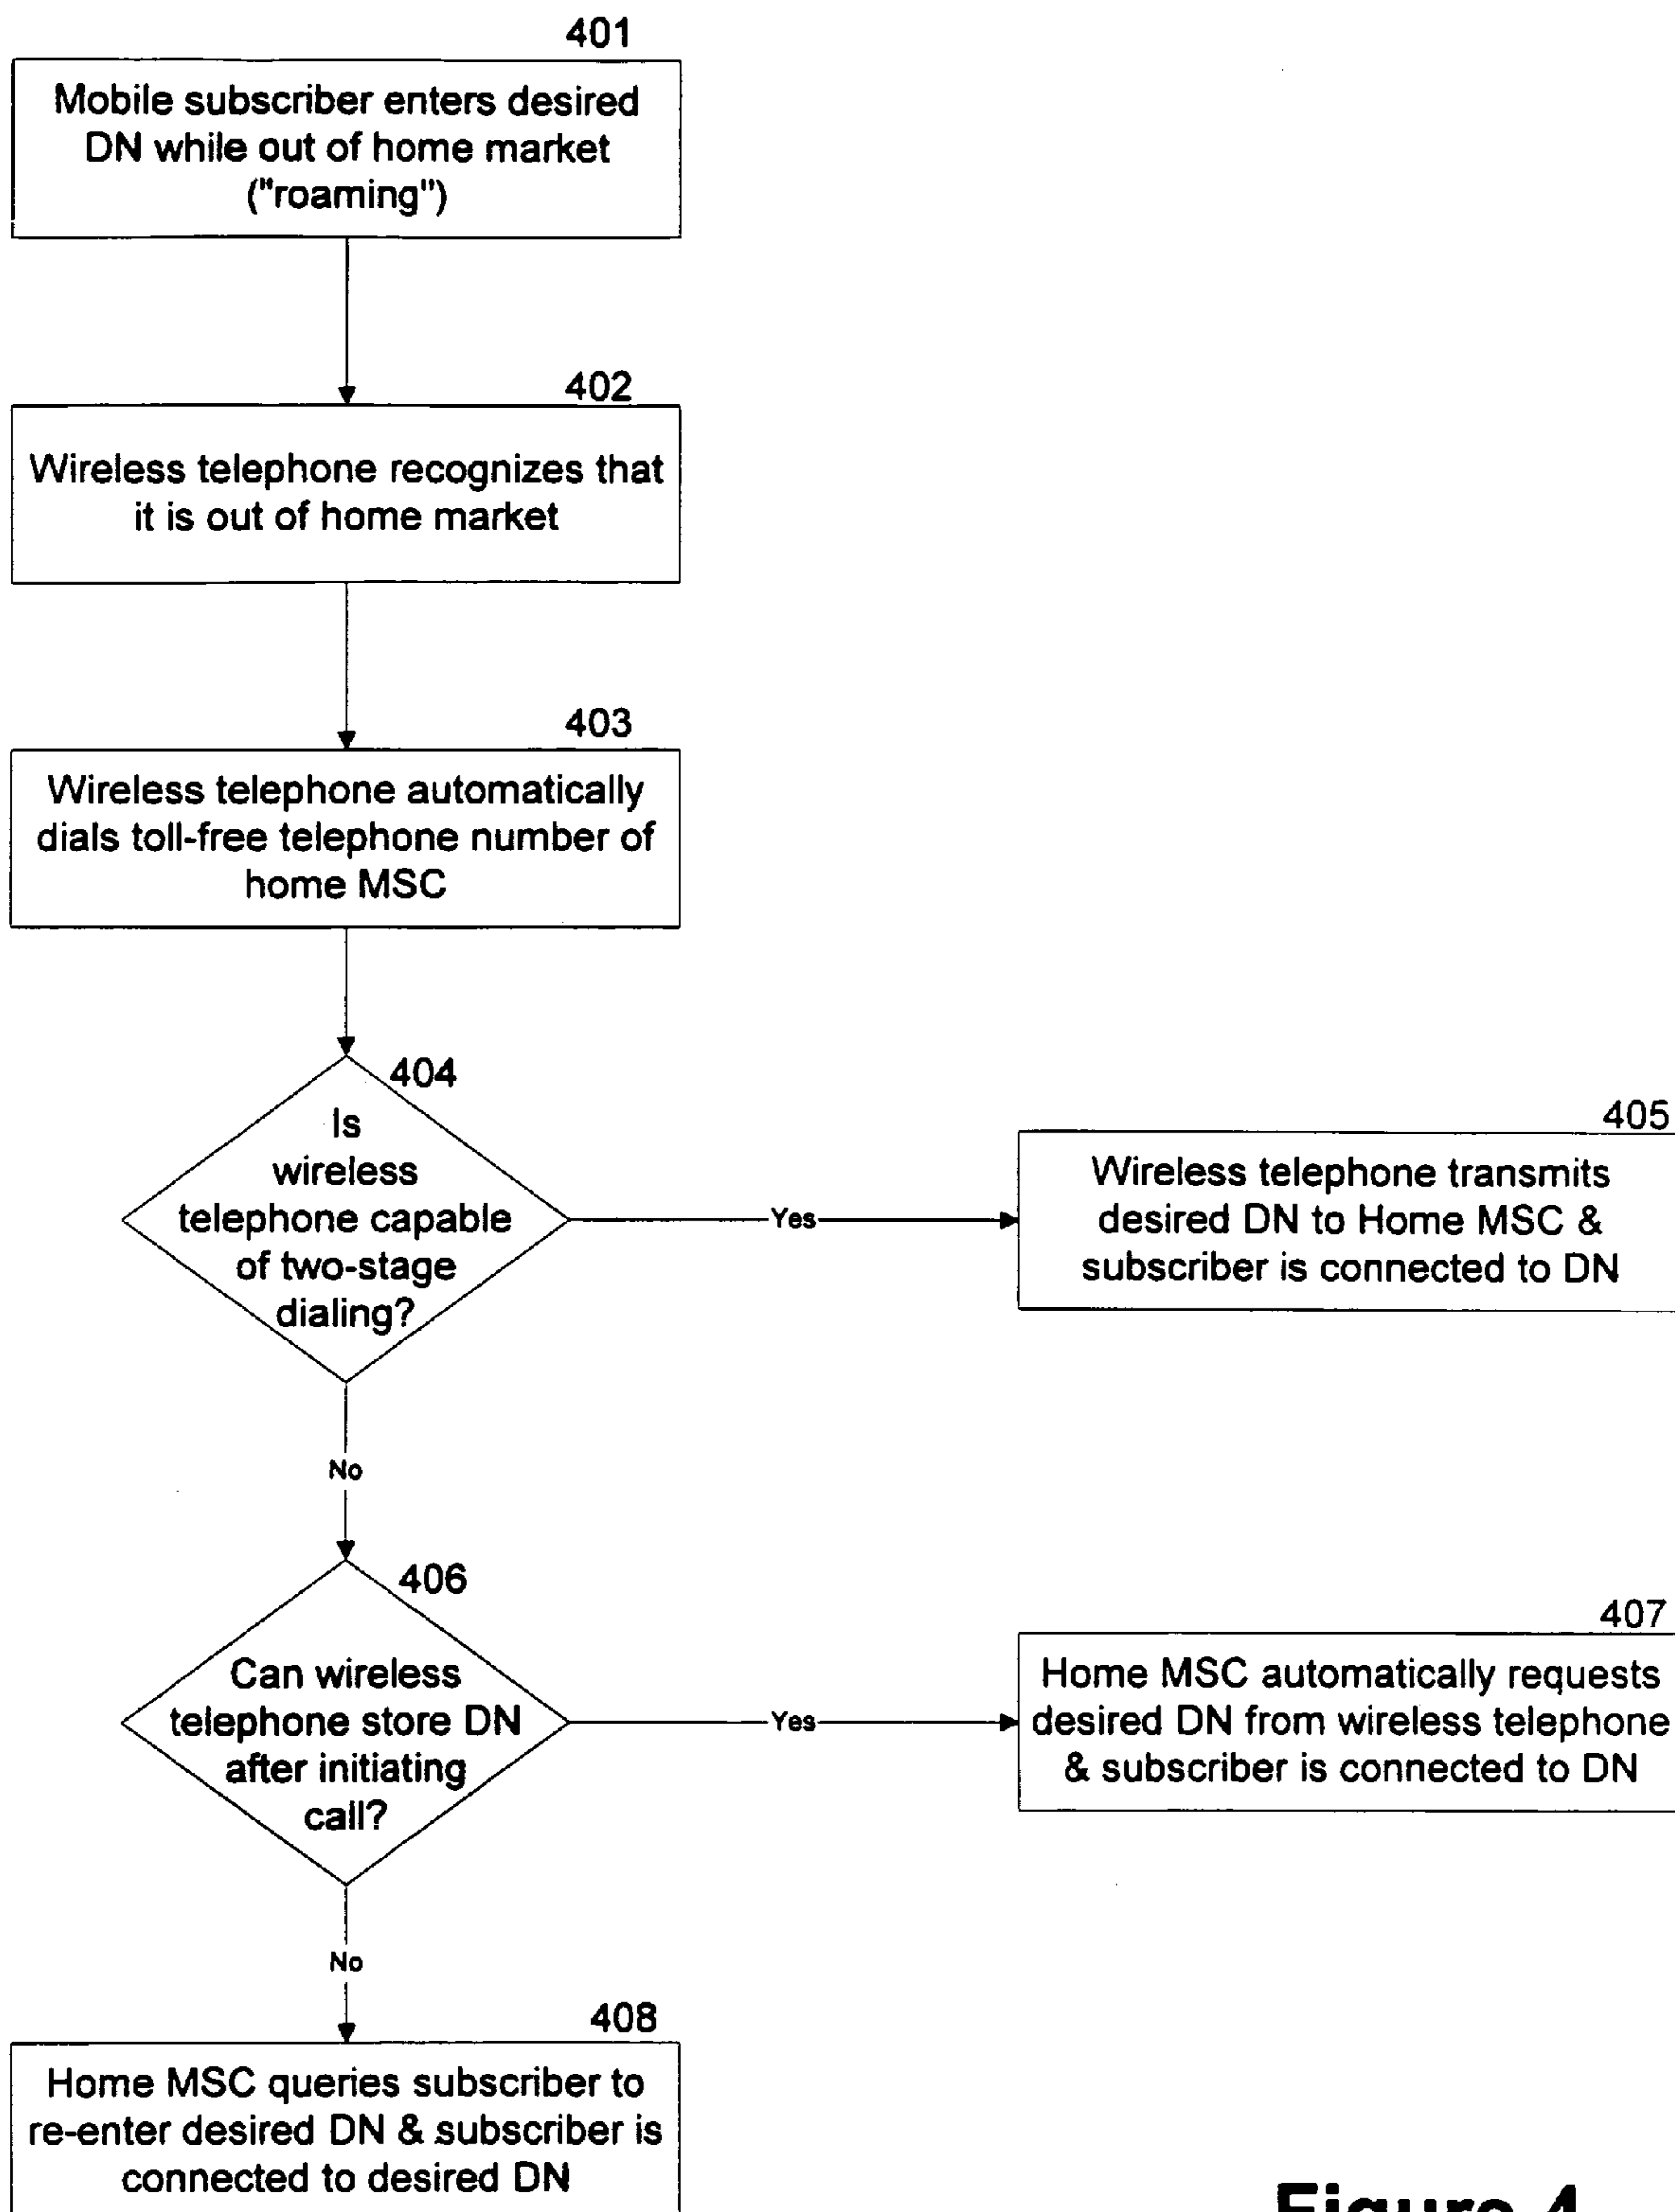 401
Mobile subscriber enters desired
DN while out of home market
("roaming")
402
Wireless telephone recognizes that
it is out of home market
403
Wireless telephone automatically
dials toll-free telephone number of
home MSC
404
Is
wireless
telephone capable
of two-stage
dialing?
Yes
405
Wireless telephone transmits
desired DN to Home MSC &
subscriber is connected to DN
No
406
Can wireless
telephone store DN
after initiating
call?
Yes
407
Home MSC automatically requests
desired DN from wireless telephone
& subscriber is connected to DN
No
408
Home MSC queries subscriber to
re-enter desired DN & subscriber is
connected to desired DN
Figure 4